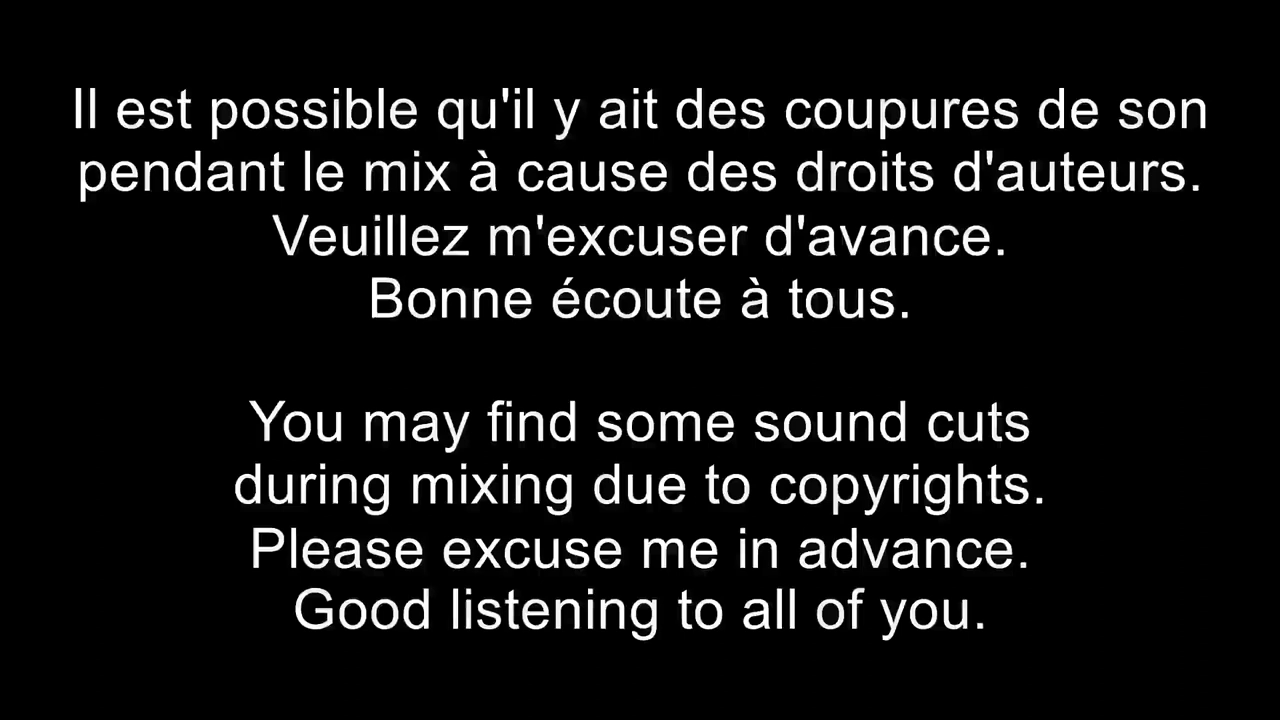 Il est possible qu'il y ait des coupures de son
pendant le mix à cause des droits d'auteurs.
Veuillez m'excuser d'avance.
Bonne écoute à tous.
You may find some sound cuts
during mixing due to copyrights.
Please excuse me in advance.
Good listening to all of you.